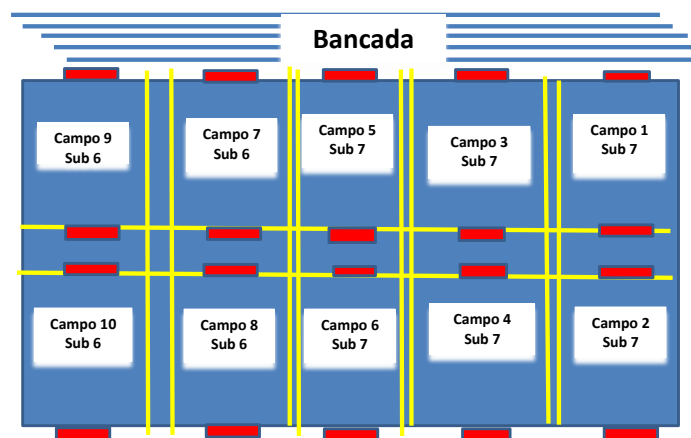 Bancada
Campo 9
Sub 6
Campo 7
Sub 6
Campo 5
Sub 7
Campo 3
Sub 7
Campo 1
Sub 7
Campo 10
Sub 6
Campo 8
Sub 6
Campo 6
Sub 7
Campo 4
Sub 7
Campo 2
Sub 7